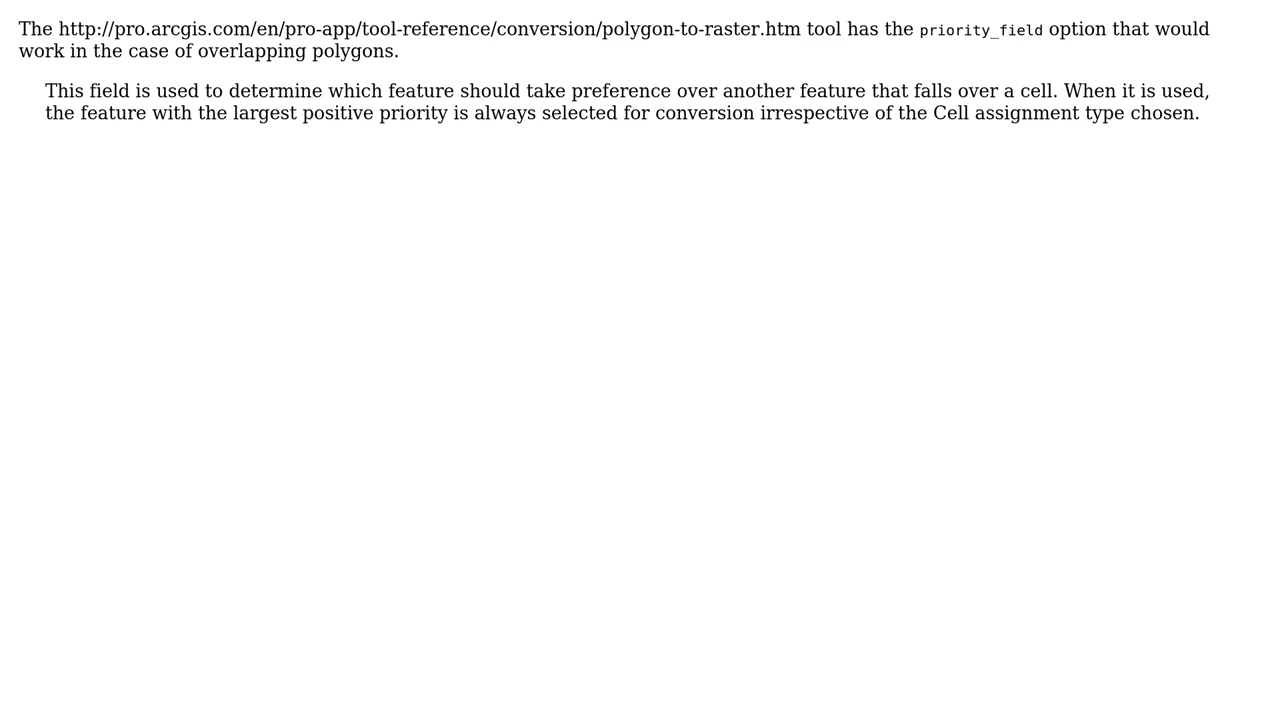 The http://pro.arcgis.com/en/pro-app/tool-reference/conversion/polygon-to-raster.htm tool has the priority_field option that would
work in the case of overlapping polygons.
This field is used to determine which feature should take preference over another feature that falls over a cell. When it is used,
the feature with the largest positive priority is always selected for conversion irrespective of the Cell assignment type chosen.